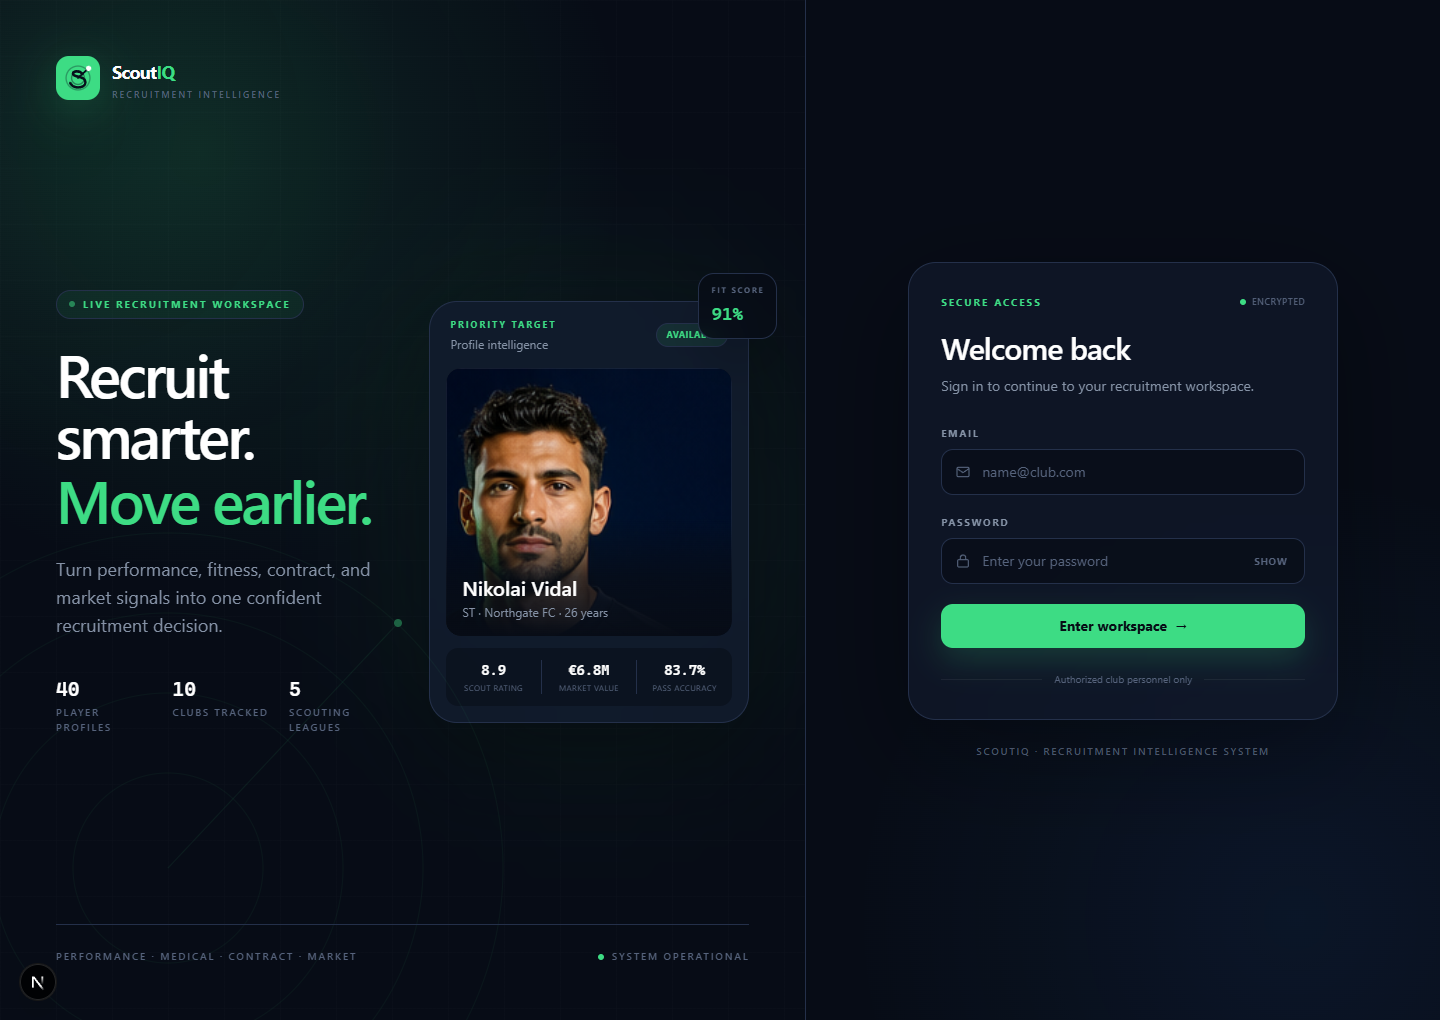 ScoutIQ
RECRUITMENT INTELLIGENCE
LIVE RECRUITMENT WORKSPACE
Recruit
smarter.
Move earlier.
Turn performance, fitness, contract, and
market signals into one confident
recruitment decision.
40
PLAYER
PROFILES
10
CLUBS TRACKED
5
SCOUTING
LEAGUES
FIT SCORE
91%
PRIORITY TARGET
Profile intelligence
Nikolai Vidal
ST · Northgate FC · 26 years
8.9
SCOUT RATING
€6.8M
MARKET VALUE
83.7%
PASS ACCURACY
PERFORMANCE · MEDICAL · CONTRACT · MARKET
SYSTEM OPERATIONAL
N
SECURE ACCESS
ENCRYPTED
Welcome back
Sign in to continue to your recruitment workspace.
EMAIL
name@club.com
PASSWORD
Enter your password
SHOW
Enter workspace →
Authorized club personnel only
SCOUTIQ · RECRUITMENT INTELLIGENCE SYSTEM